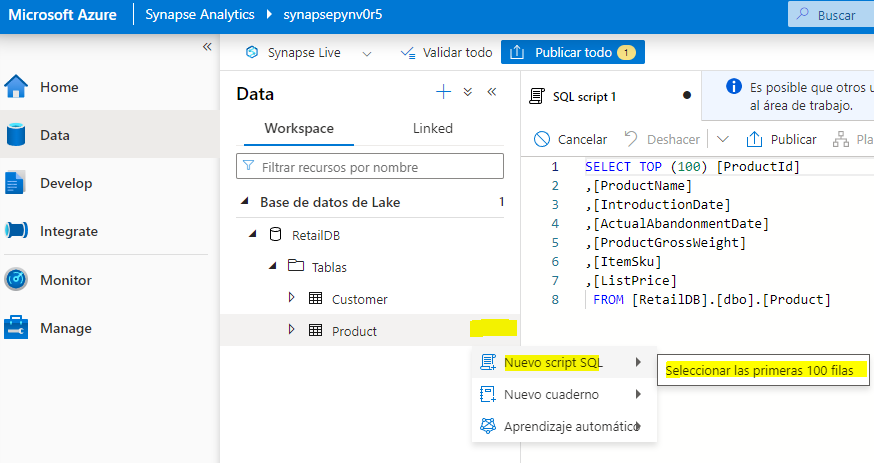 Microsoft Azure
Synapse Analytics
synapsepynv0r5
Buscar
Synapse Live
Validar todo
Publicar todo
1
Home
Data
Develop
Integrate
Monitor
Manage
Data
Workspace
Linked
Filtrar recursos por nombre
Base de datos de Lake
1
RetailDB
Tablas
Customer
Product
Nuevo script SQL
Nuevo cuaderno
Aprendizaje automático
Seleccionar las primeras 100 filas
SQL script 1
Es posible que otros u
al área de trabajo.
Cancelar
Deshacer
Publicar
Pla
1 SELECT TOP (100) [ProductId]
2 ,[ProductName]
3 ,[IntroductionDate]
4 ,[ActualAbandonmentDate]
5 ,[ProductGrossWeight]
6 ,[ItemSku]
7 ,[ListPrice]
8 FROM [RetailDB].[dbo].[Product]